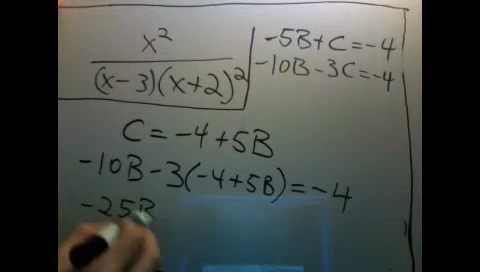 x²
(x-3)(x+2)²
-5B+C=-4
-10B-3C=-4
C=-4+5B
-10B-3(-4+5B)=-4
-25B